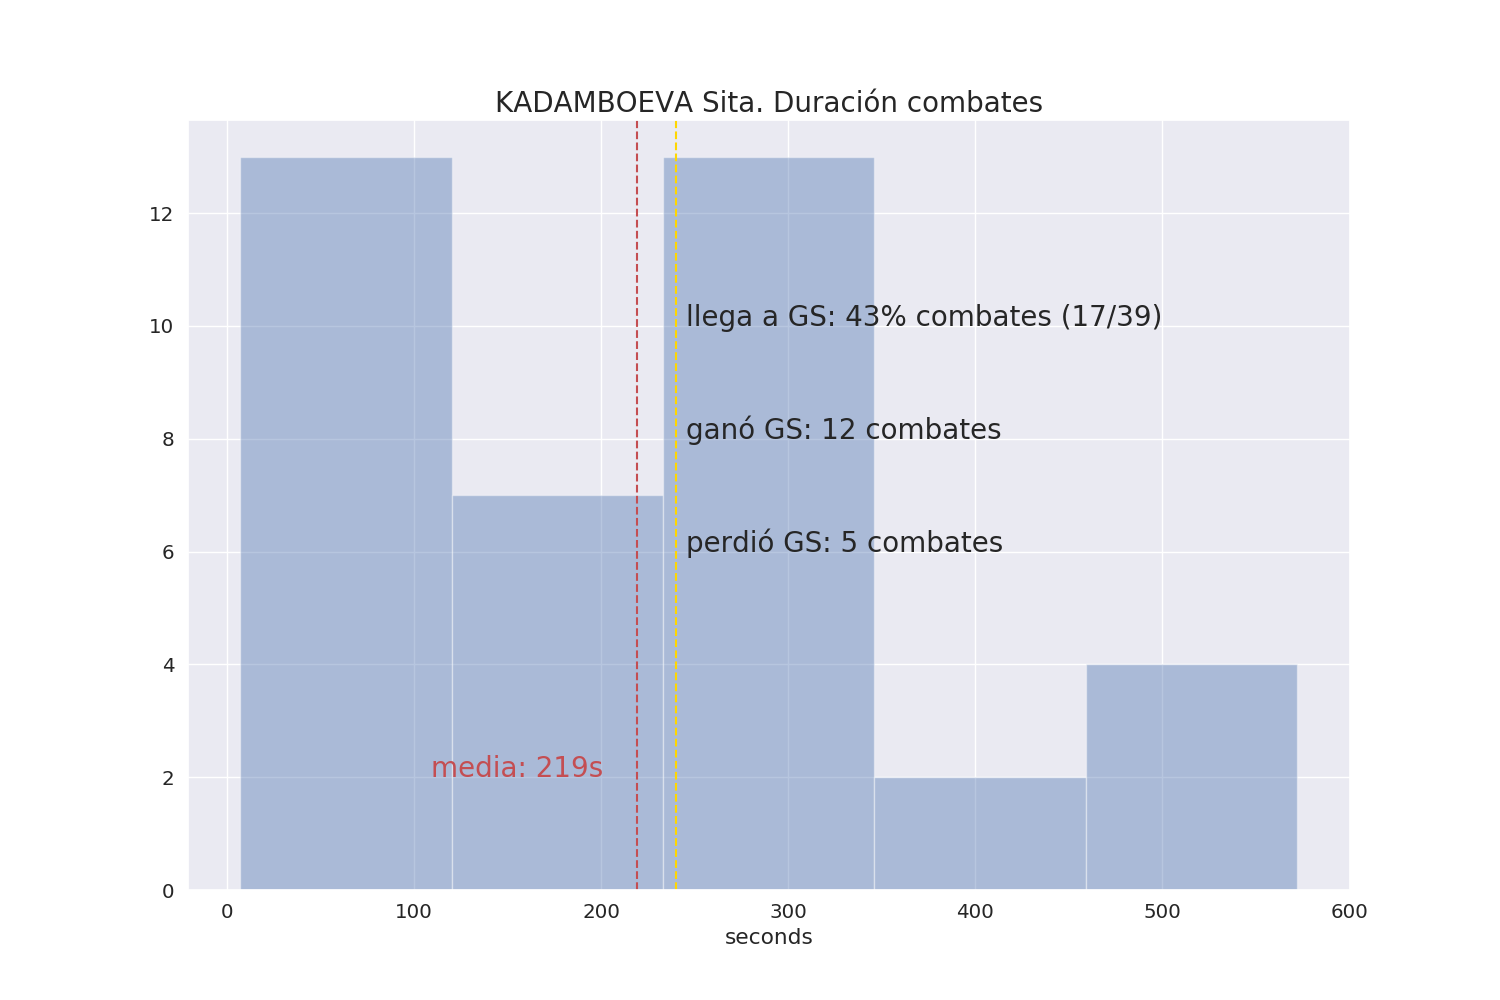 KADAMBOEVA Sita. Duración combates
12
10
8
6
4
2
0
llega a GS: 43% combates (17/39)
ganó GS: 12 combates
perdió GS: 5 combates
media: 219s
0 100 200 300 400 500 600
seconds